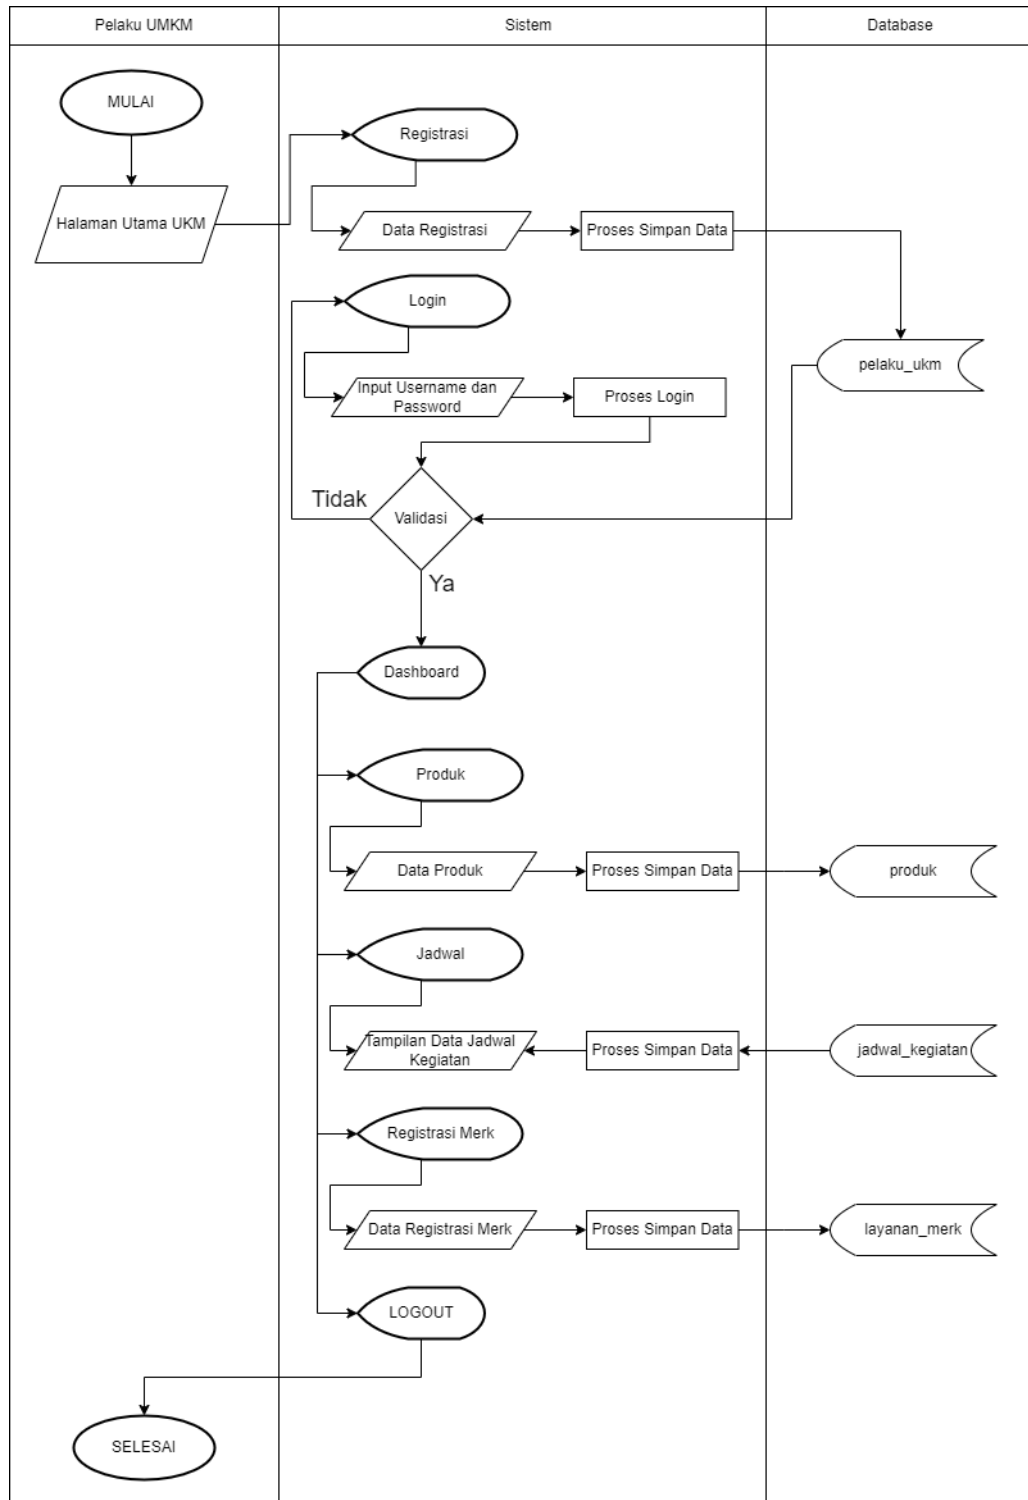 Pelaku UMKM
Sistem
Database
MULAI
Registrasi
Halaman Utama UKM
Data Registrasi
Proses Simpan Data
Login
pelaku_ukm
Input Username dan
Password
Proses Login
Tidak
Validasi
Ya
Dashboard
Produk
Data Produk
Proses Simpan Data
produk
Jadwal
Tampilan Data Jadwal
Kegiatan
Proses Simpan Data
jadwal_kegiatan
Registrasi Merk
Data Registrasi Merk
Proses Simpan Data
layanan_merk
LOGOUT
SELESAI